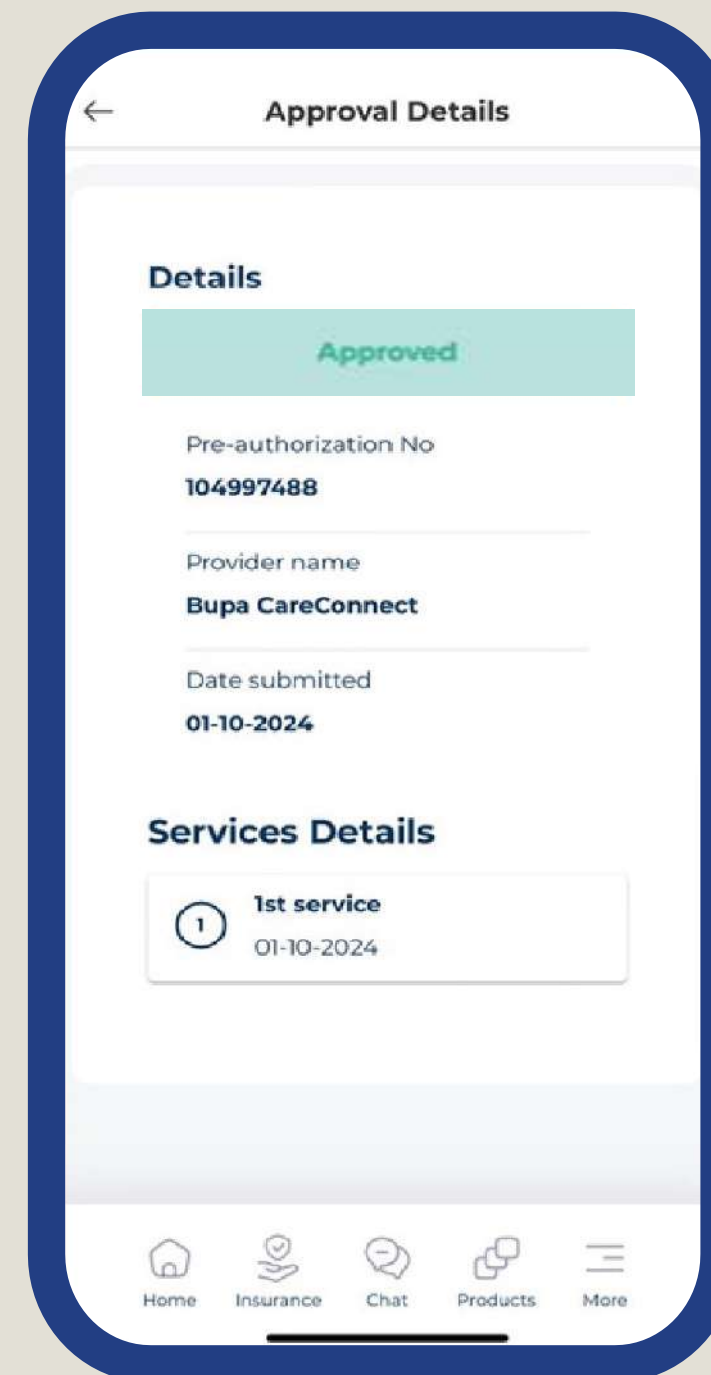 Approval Details
Details
Approved
Pre-authorization No
104997488
Provider name
Bupa CareConnect
Date submitted
01-10-2024
Services Details
1
1st service
01-10-2024
Home
Insurance
Chat
Products
More